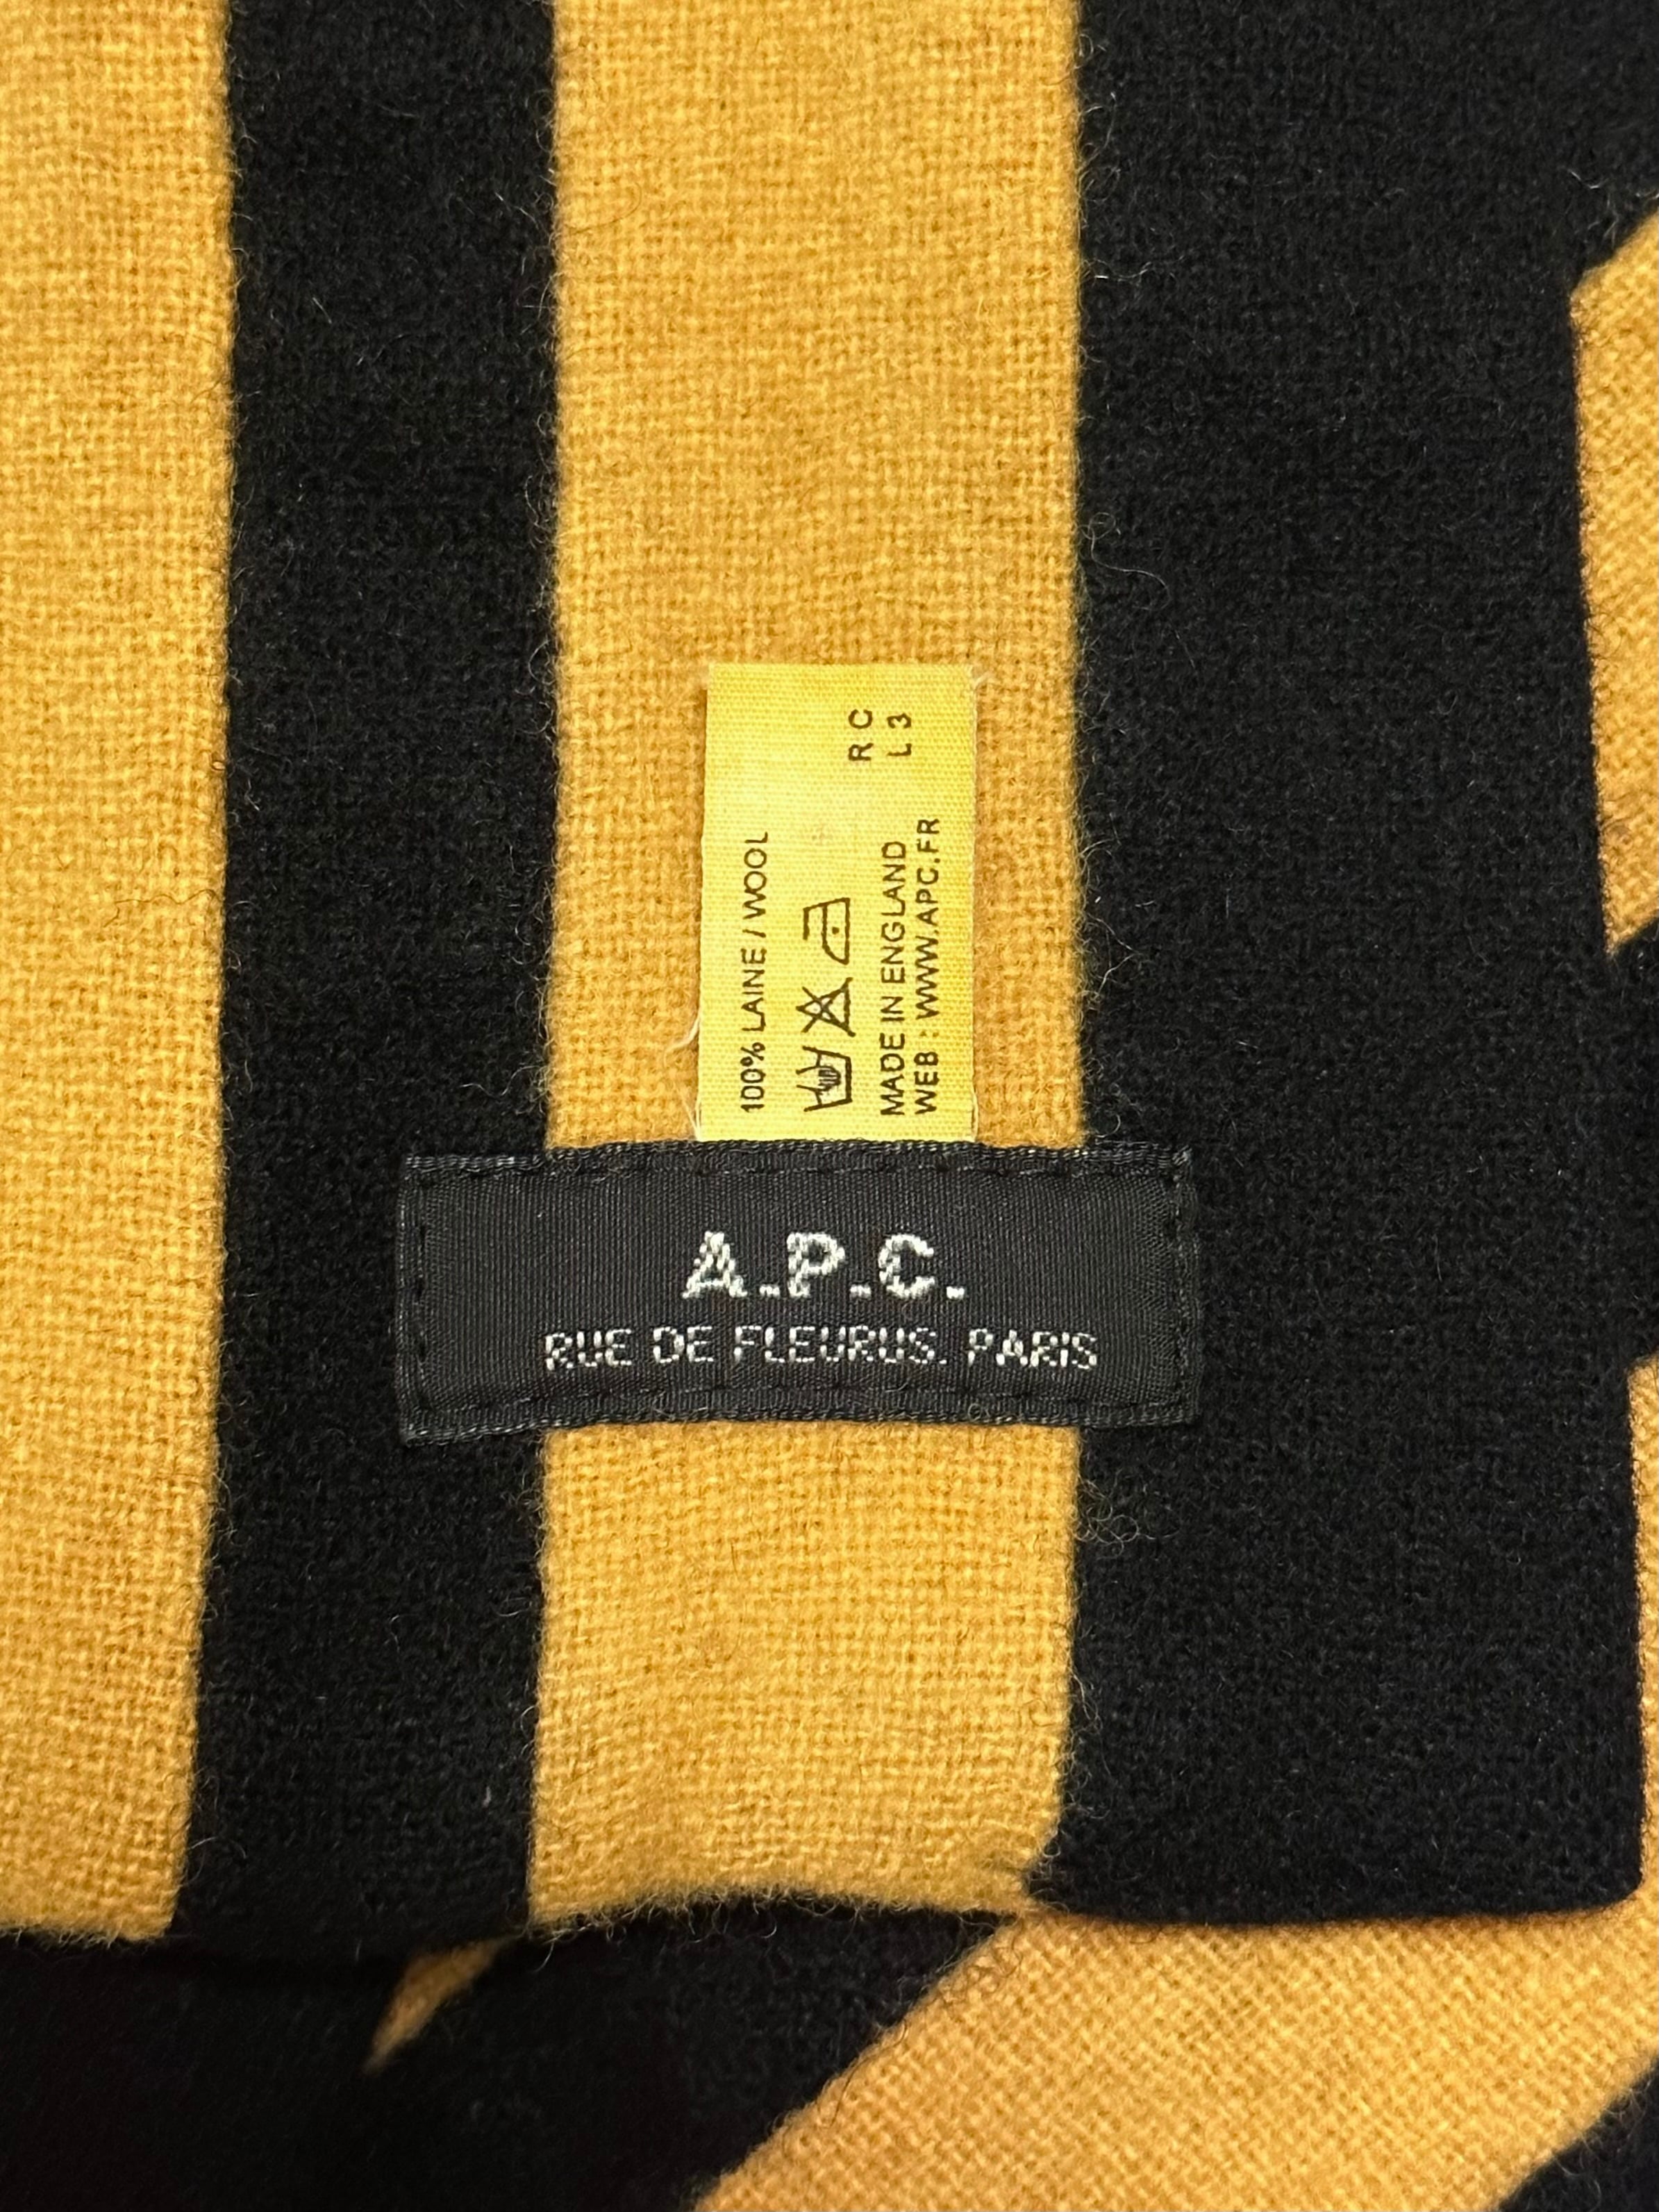 100% LAINE / WOOL
MADE IN ENGLAND
WEB : WWW.APC.FR
R C
L 3
A.P.C.
RUE DE FLEURUS. PARIS